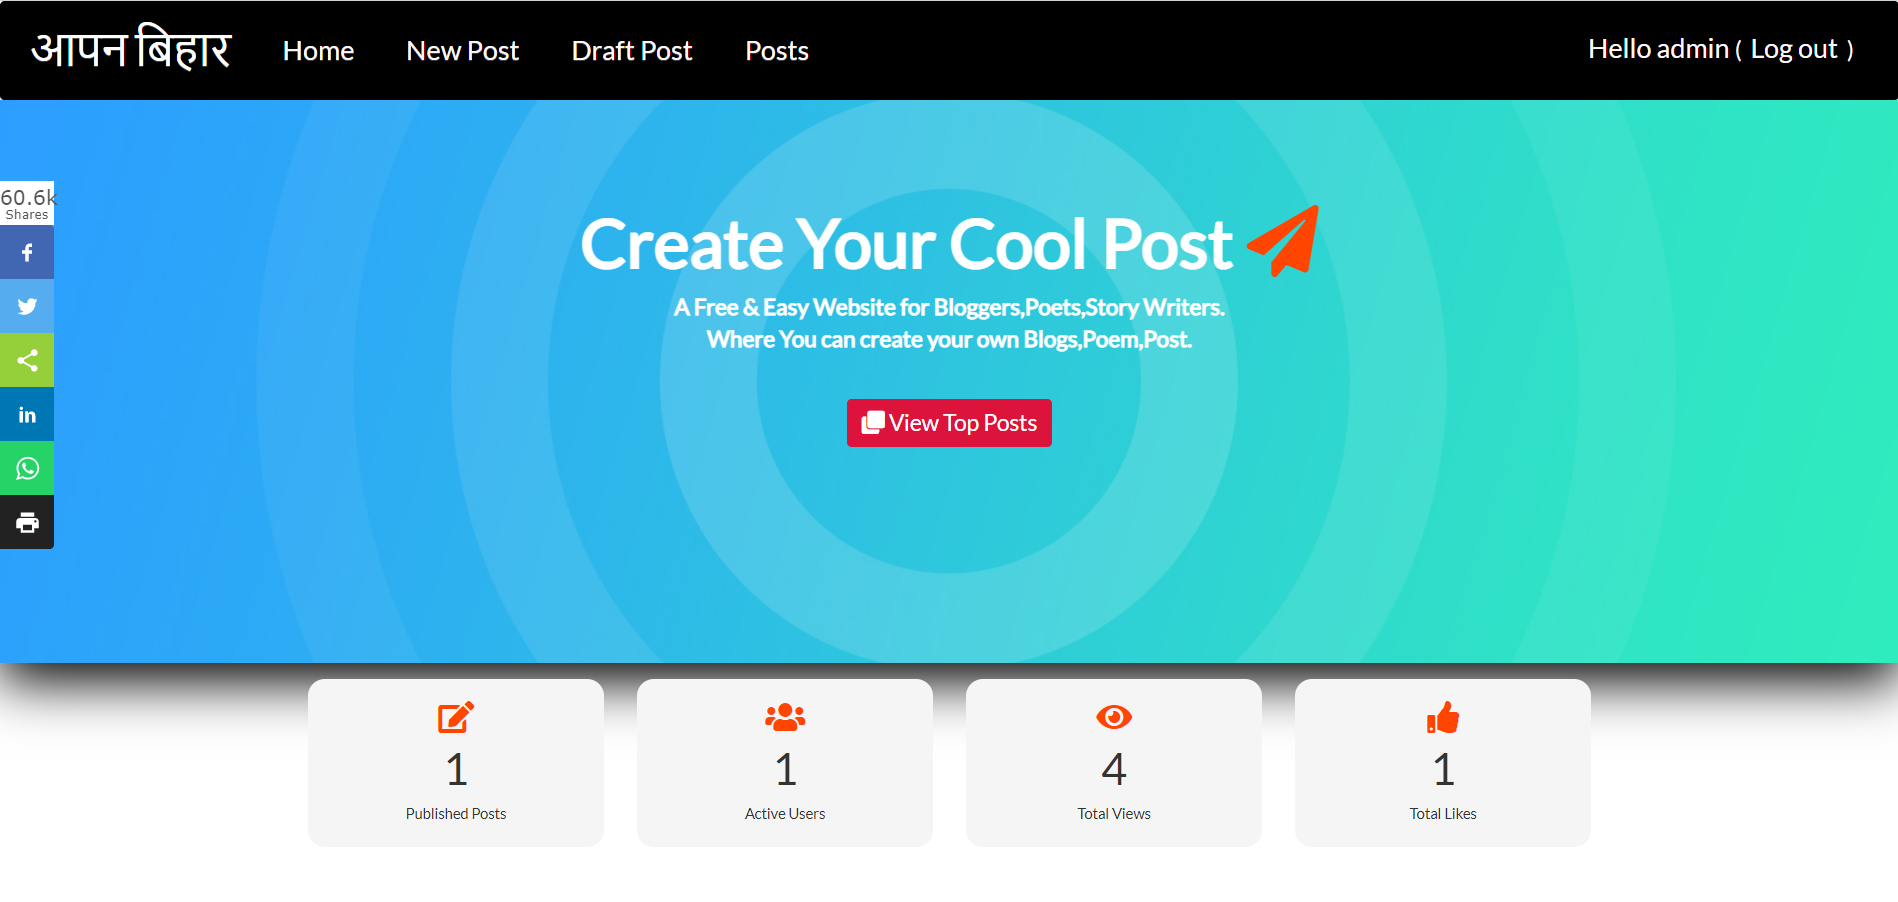 आपन बिहार Home New Post Draft Post Posts Hello admin ( Log out )
60.6k
Shares
Create Your Cool Post
A Free & Easy Website for Bloggers,Poets,Story Writers.
Where You can create your own Blogs,Poem,Post.
View Top Posts
1
Published Posts
1
Active Users
4
Total Views
1
Total Likes